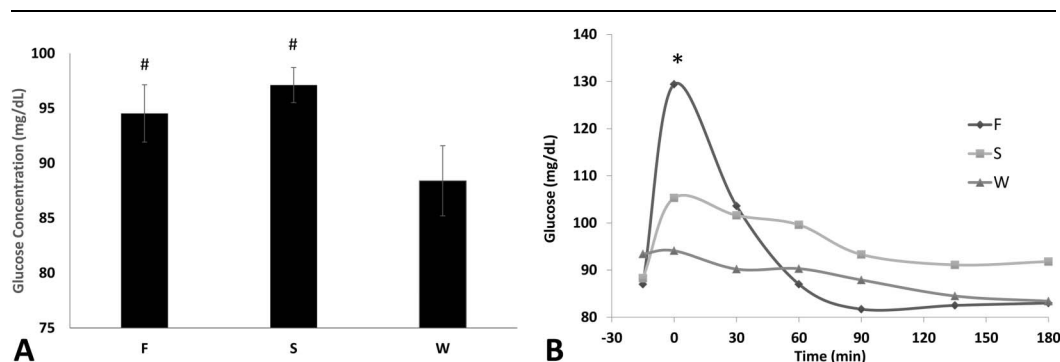 100
95
90
85
80
75
Glucose Concentration (mg/dL)
#
#
F
S
W
A
140
130
120
110
100
90
80
Glucose (mg/dL)
*
F
S
W
-30
0
30
60
90
120
150
180
Time (min)
B